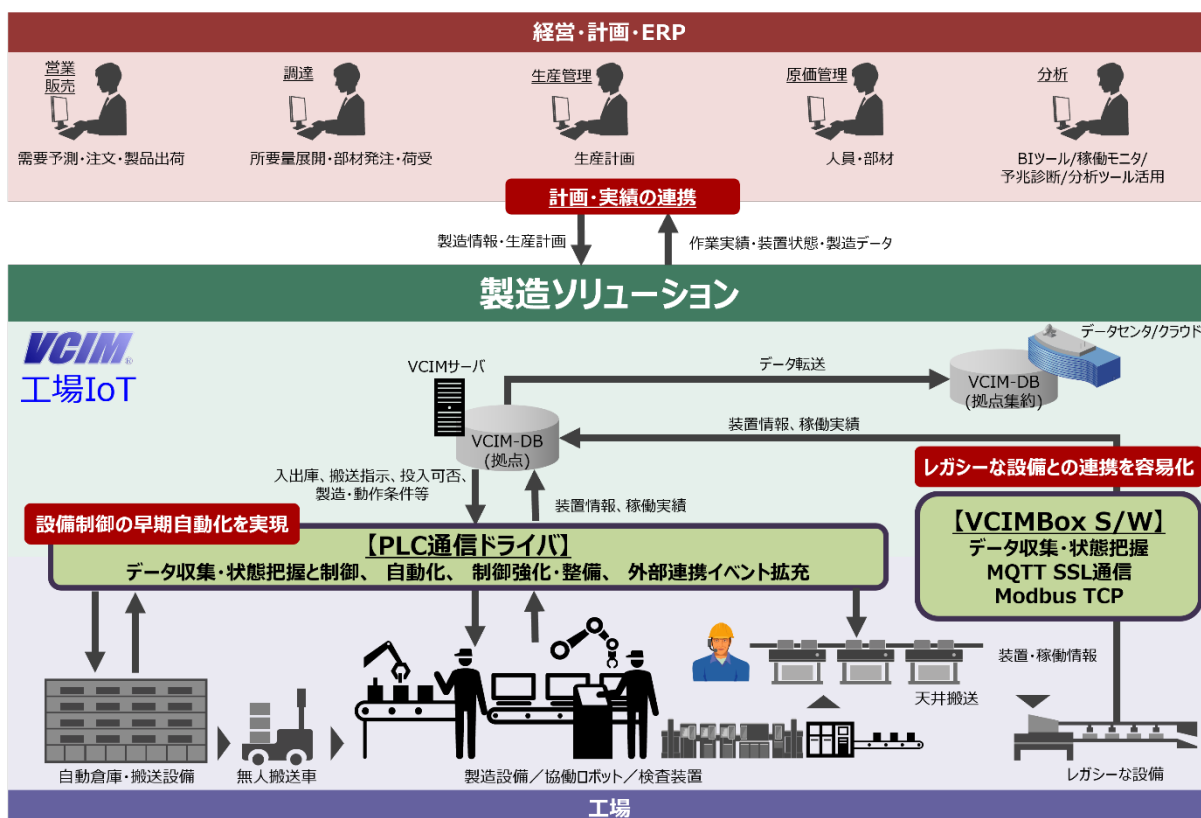 経営・計画・ERP
営業
販売
調達
生産管理
原価管理
分析
需要予測・注文・製品出荷
所要量展開・部材発注・荷受
生産計画
人員・部材
BIツール/稼働モニタ/
予兆診断/分析ツール活用
計画・実績の連携
製造情報・生産計画
作業実績・装置状態・製造データ
製造ソリューション
VCIM®
工場IoT
VCIMサーバ
VCIM-DB
(拠点)
データ転送
データセンタ/クラウド
VCIM-DB
(拠点集約)
装置情報、稼働実績
入出庫、搬送指示、投入可否、
製造・動作条件等
装置情報、稼働実績
レガシーな設備との連携を容易化
設備制御の早期自動化を実現
【PLC通信ドライバ】
データ収集・状態把握と制御、 自動化、 制御強化・整備、 外部連携イベント拡充
【VCIMBox S/W】
データ収集・状態把握
MQTT SSL通信
Modbus TCP
装置・稼働情報
天井搬送
自動倉庫・搬送設備
無人搬送車
製造設備／協働ロボット／検査装置
レガシーな設備
工場